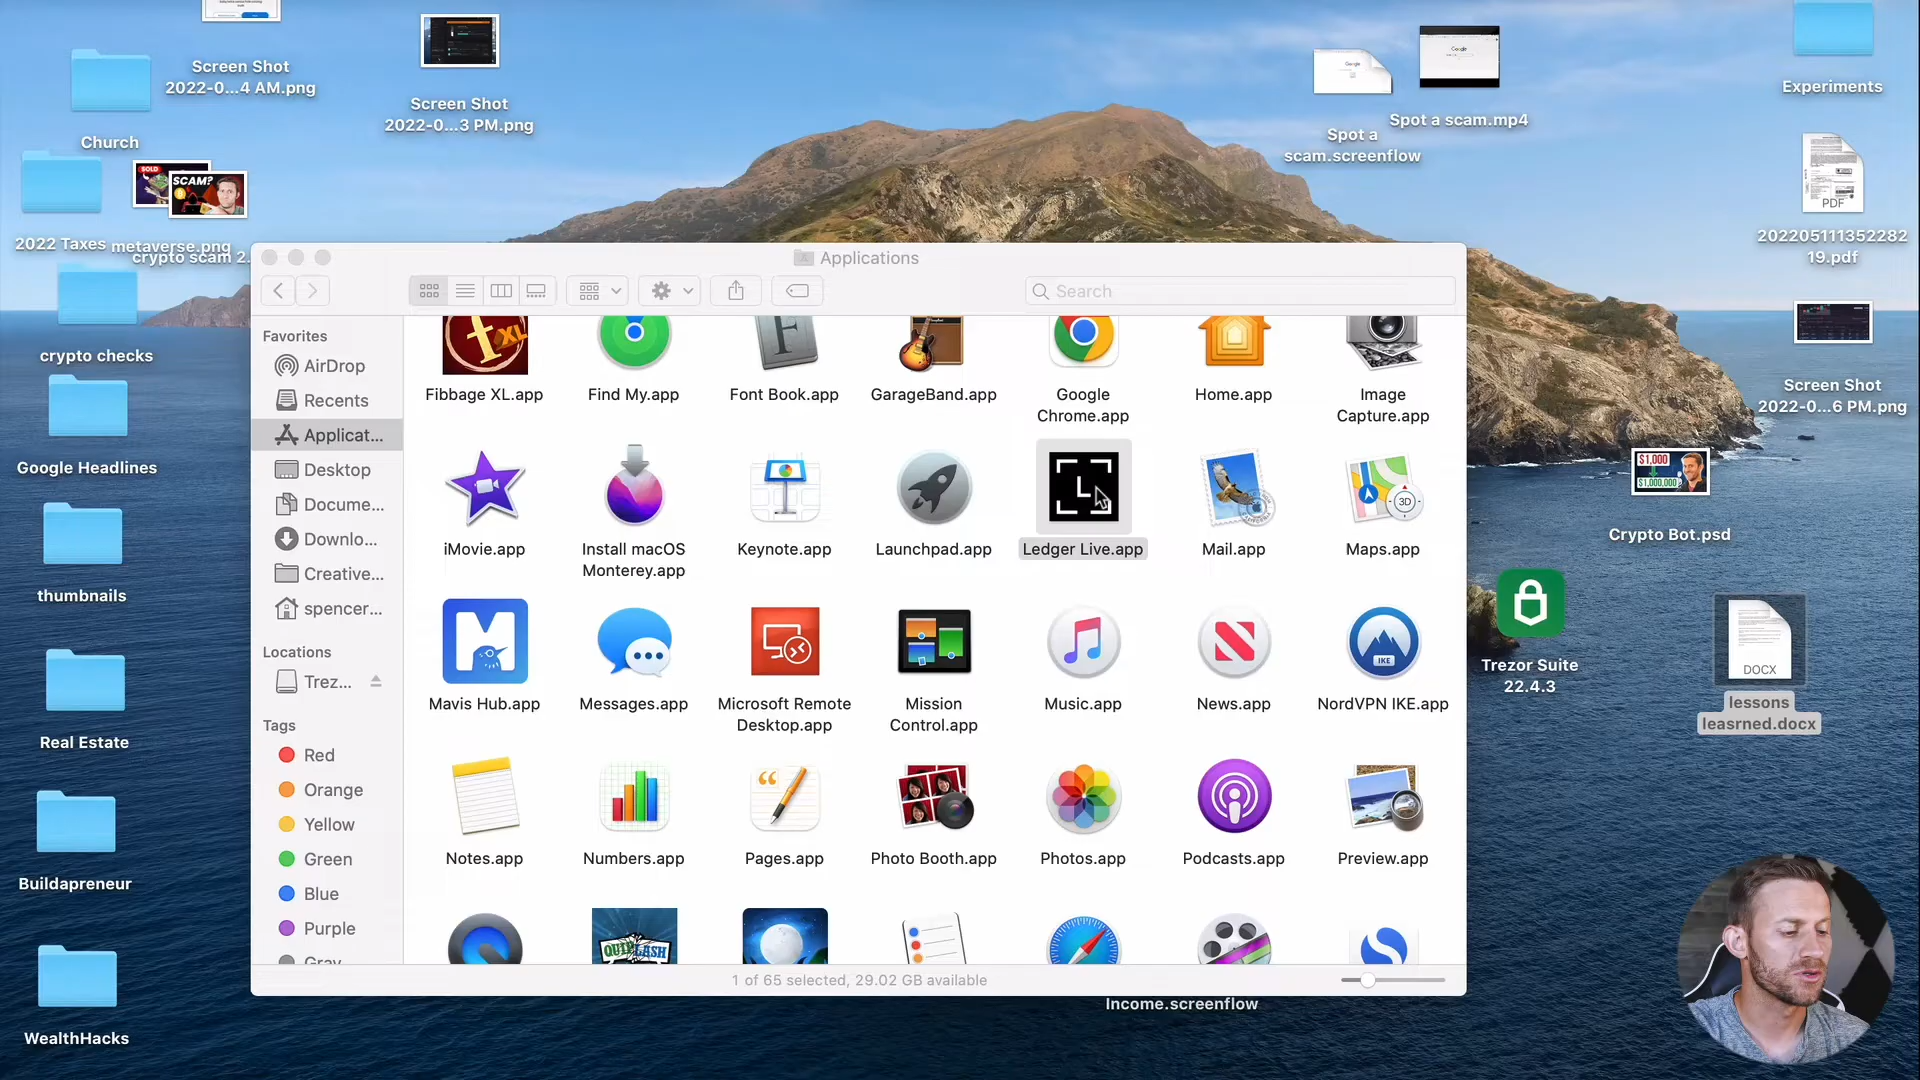 Screen Shot
2022-0...4 AM.png
Screen Shot
2022-0...3 PM.png
Church
SOLD
SCAM?
2022 Taxes
metaverse.png
crypto scam 2.
crypto checks
Google Headlines
thumbnails
Real Estate
Buildapreneur
WealthHacks
Google
Google
Spot a
scam.screenflow
Spot a scam.mp4
Experiments
PDF
202205111352282
19.pdf
Screen Shot
2022-0...6 PM.png
$1,000
$1,000,000
Crypto Bot.psd
Trezor Suite
22.4.3
DOCX
lessons
leasrned.docx
Income.screenflow
Applications
Search
Favorites
AirDrop
Recents
Applicat...
Desktop
Docume...
Downlo...
Creative...
spencer...
Locations
Trez...
Tags
Red
Orange
Yellow
Green
Blue
Purple
Gray
XL
F
Fibbage XL.app
Find My.app
Font Book.app
GarageBand.app
Google
Chrome.app
Home.app
Image
Capture.app
L
3D
iMovie.app
Install macOS
Monterey.app
Keynote.app
Launchpad.app
Ledger Live.app
Mail.app
Maps.app
IKE
Mavis Hub.app
Messages.app
Microsoft Remote
Desktop.app
Mission
Control.app
Music.app
News.app
NordVPN IKE.app
Notes.app
Numbers.app
Pages.app
Photo Booth.app
Photos.app
Podcasts.app
Preview.app
QUIPLASH
1 of 65 selected, 29.02 GB available